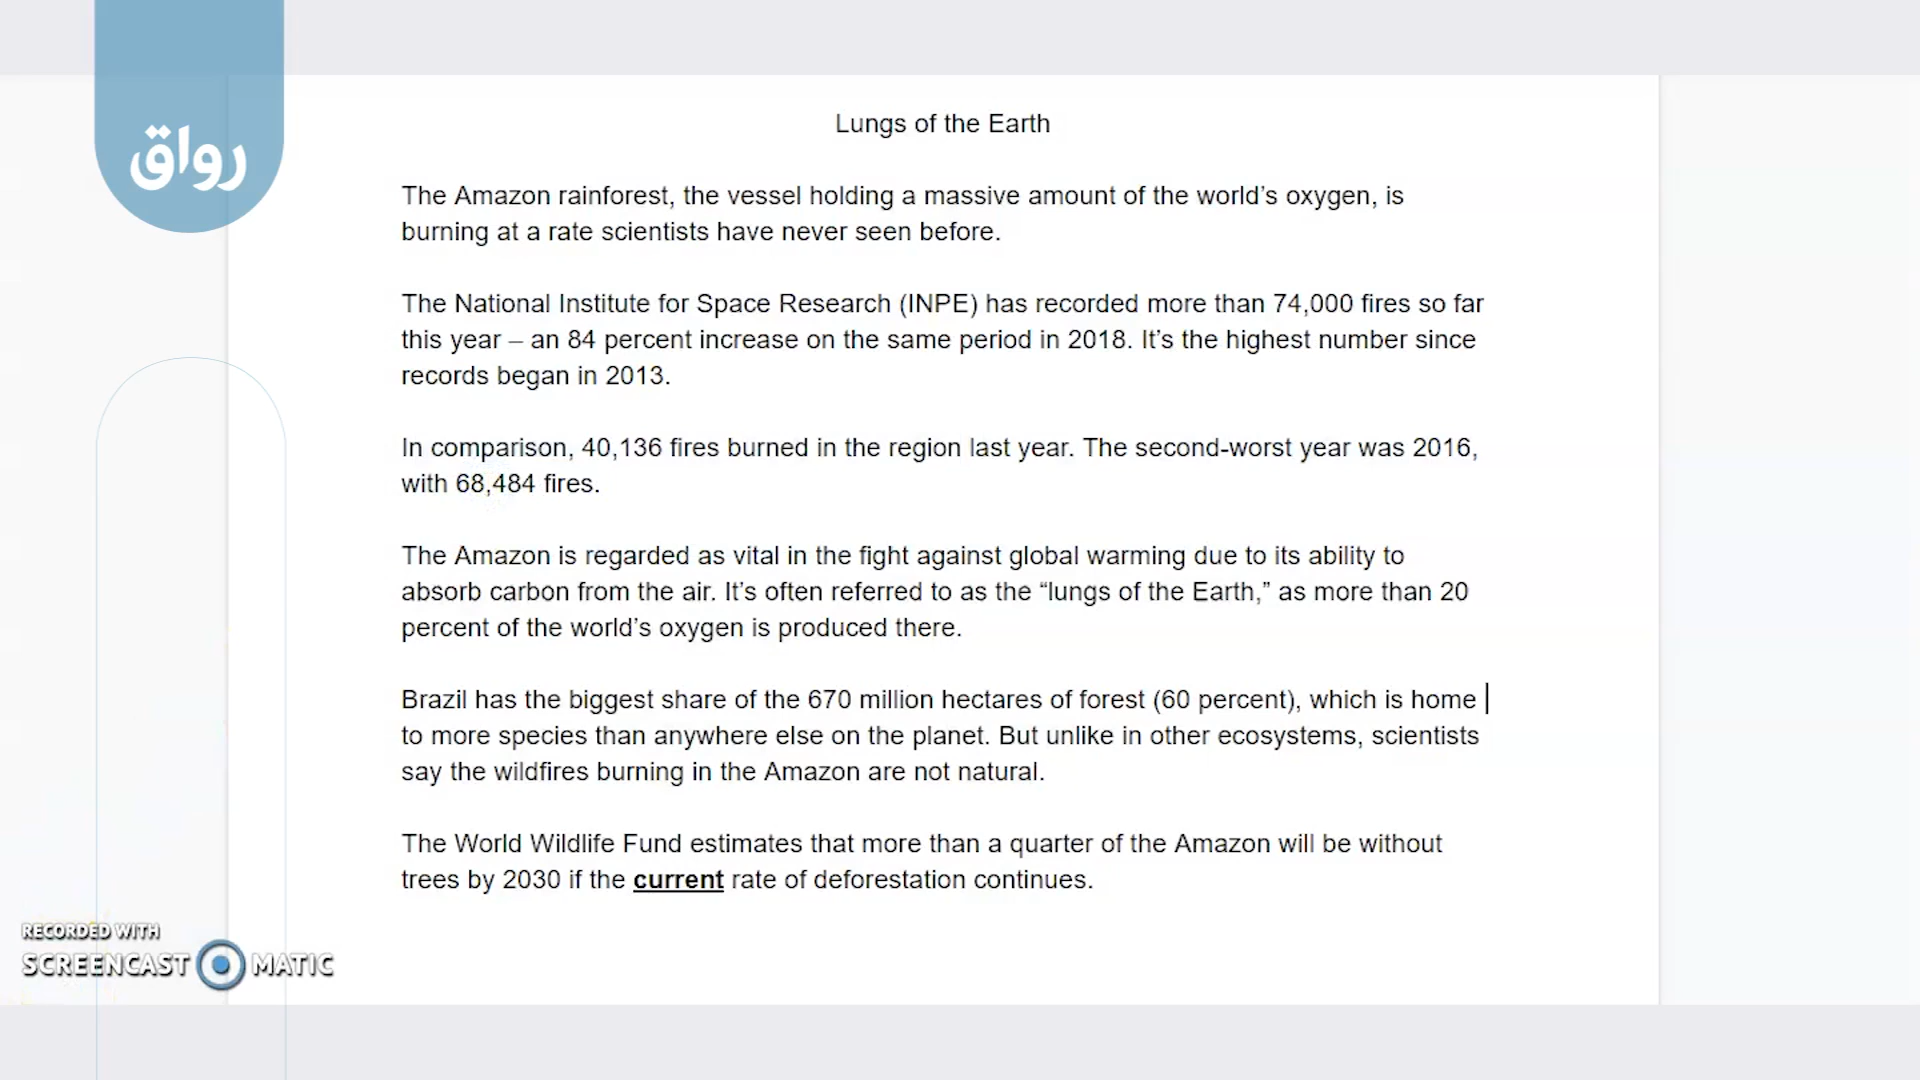 رواق
Lungs of the Earth
The Amazon rainforest, the vessel holding a massive amount of the world’s oxygen, is
burning at a rate scientists have never seen before.
The National Institute for Space Research (INPE) has recorded more than 74,000 fires so far
this year – an 84 percent increase on the same period in 2018. It’s the highest number since
records began in 2013.
In comparison, 40,136 fires burned in the region last year. The second-worst year was 2016,
with 68,484 fires.
The Amazon is regarded as vital in the fight against global warming due to its ability to
absorb carbon from the air. It’s often referred to as the “lungs of the Earth,” as more than 20
percent of the world’s oxygen is produced there.
Brazil has the biggest share of the 670 million hectares of forest (60 percent), which is home
to more species than anywhere else on the planet. But unlike in other ecosystems, scientists
say the wildfires burning in the Amazon are not natural.
The World Wildlife Fund estimates that more than a quarter of the Amazon will be without
trees by 2030 if the current rate of deforestation continues.
RECORDED WITH
SCREENCAST MATIC